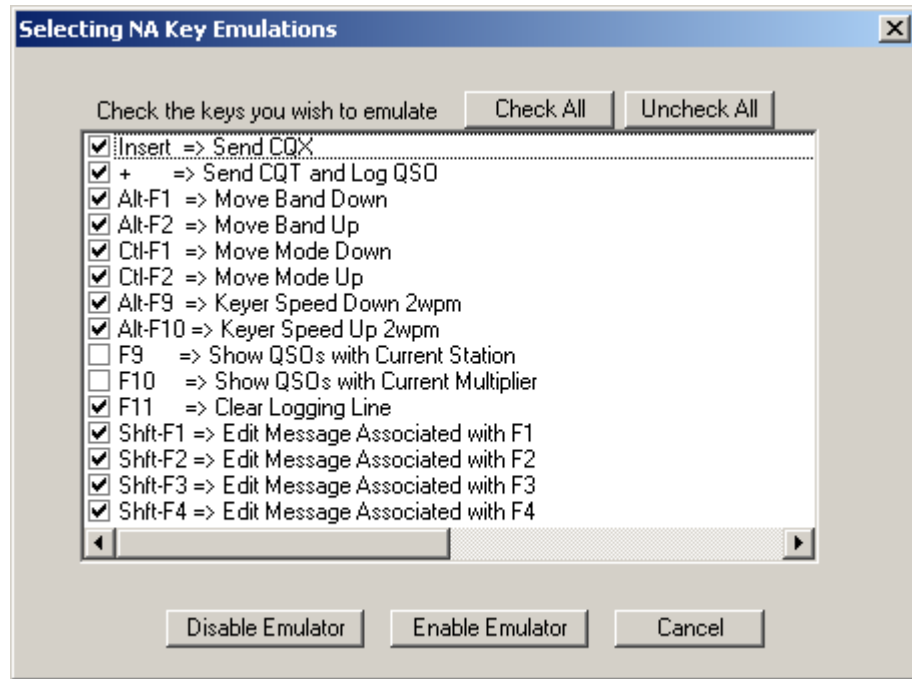 Selecting NA Key Emulations
Check the keys you wish to emulate Check All Uncheck All
Insert => Send CQX
+ => Send CQT and Log QSO
Alt-F1 => Move Band Down
Alt-F2 => Move Band Up
Ctl-F1 => Move Mode Down
Ctl-F2 => Move Mode Up
Alt-F9 => Keyer Speed Down 2wpm
Alt-F10 => Keyer Speed Up 2wpm
F9 => Show QSOs with Current Station
F10 => Show QSOs with Current Multiplier
F11 => Clear Logging Line
Shft-F1 => Edit Message Associated with F1
Shft-F2 => Edit Message Associated with F2
Shft-F3 => Edit Message Associated with F3
Shft-F4 => Edit Message Associated with F4
Disable Emulator Enable Emulator Cancel